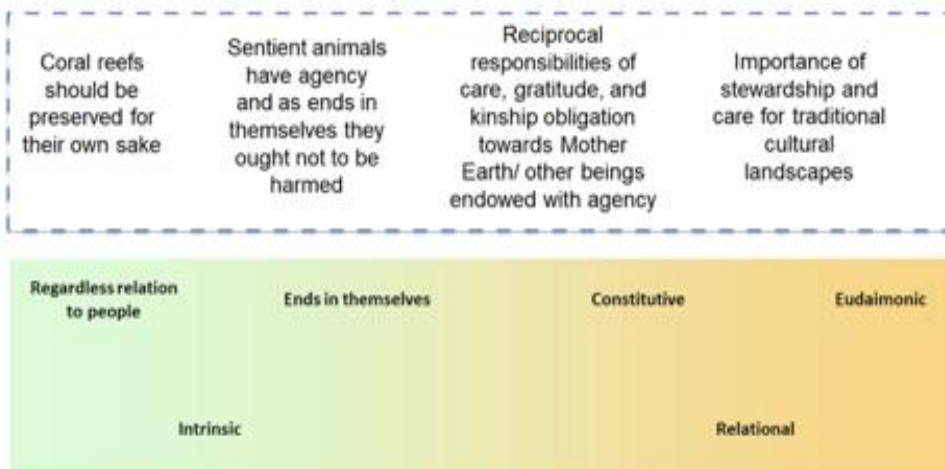 Coral reefs
should be
preserved for
their own sake
Sentient animals
have agency
and as ends in
themselves they
ought not to be
harmed
Reciprocal
responsibilities of
care, gratitude, and
kinship obligation
towards Mother
Earth/ other beings
endowed with agency
Importance of
stewardship and
care for traditional
cultural
landscapes
Regardless relation
to people
Ends in themselves
Constitutive
Eudaimonic
Intrinsic
Relational